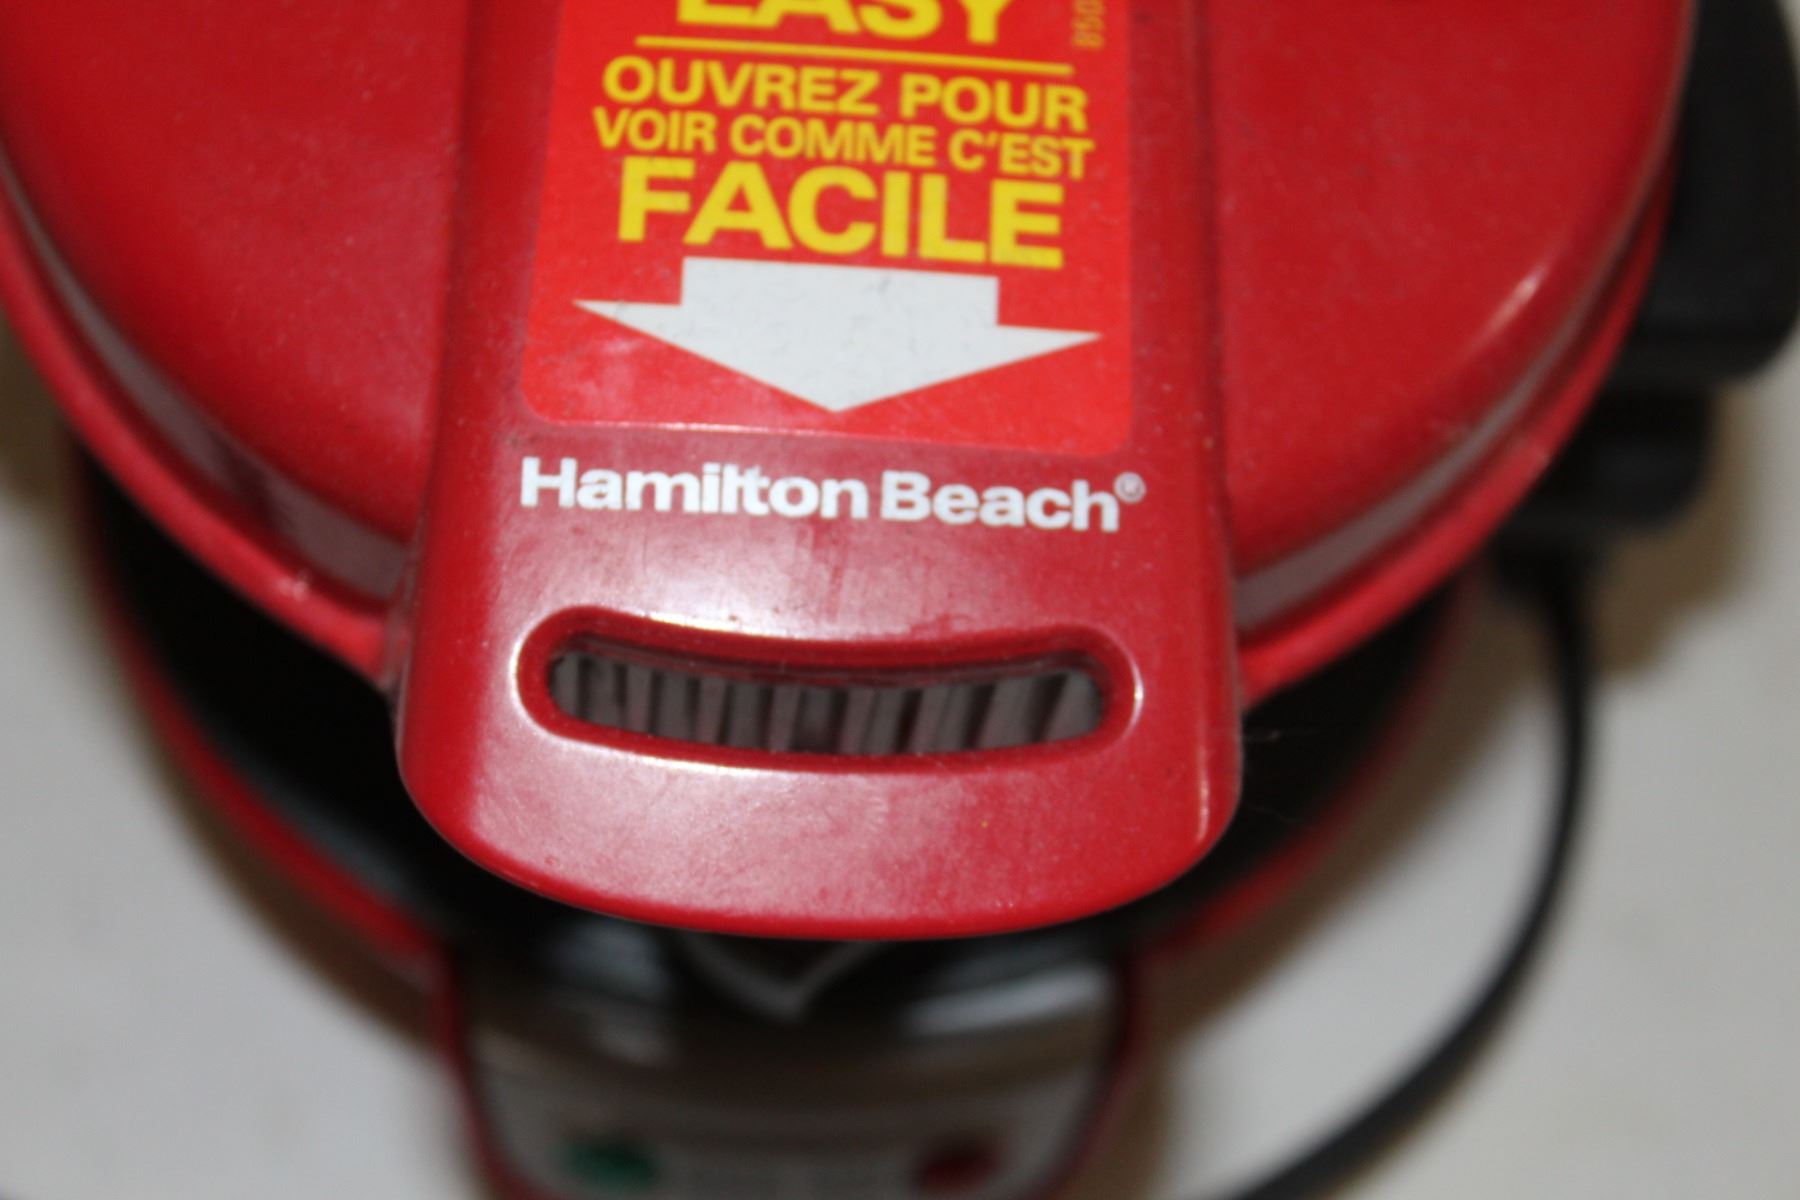 EASY
OUVREZ POUR
VOIR COMME C'EST
FACILE
Hamilton Beach®